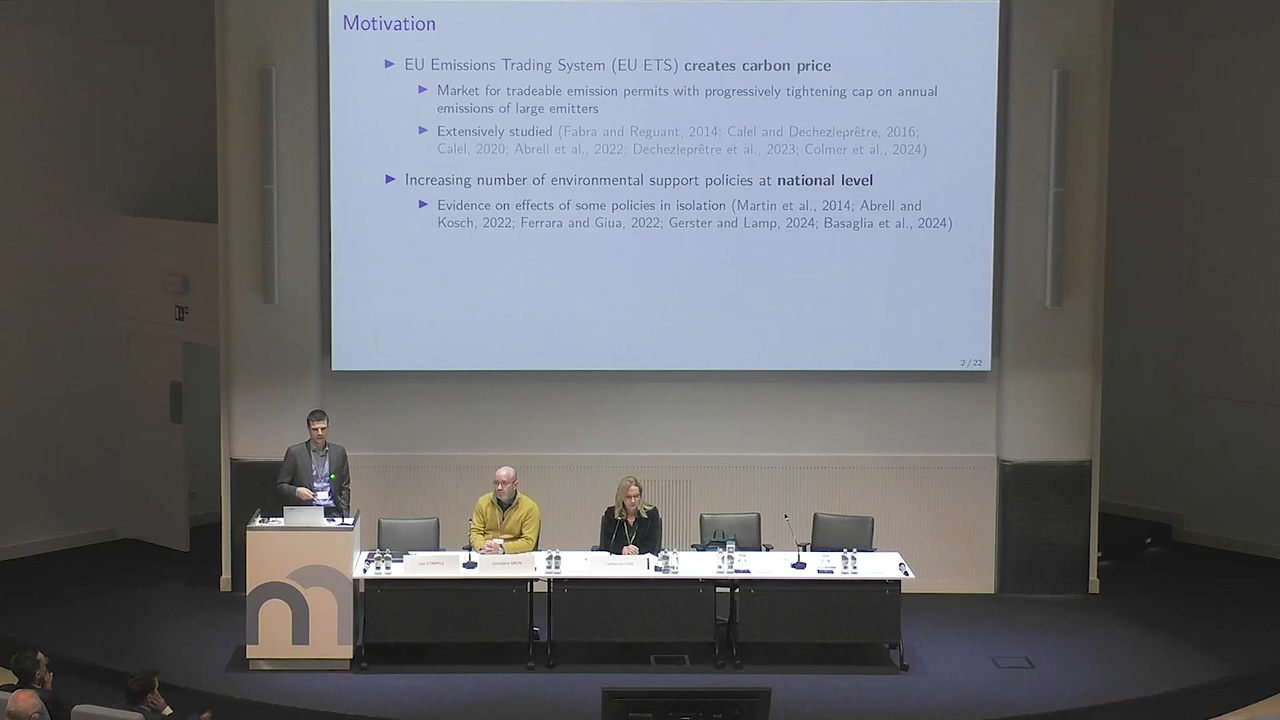 Motivation
EU Emissions Trading System (EU ETS) creates carbon price
Market for tradeable emission permits with progressively tightening cap on annual
emissions of large emitters
Extensively studied (Fabra and Reguant, 2014; Calel and Dechezleprêtre, 2016;
Calel, 2020; Abrell et al., 2022; Dechezleprêtre et al., 2023; Colmer et al., 2024)
Increasing number of environmental support policies at national level
Evidence on effects of some policies in isolation (Martin et al., 2014; Abrell and
Kosch, 2022; Ferrara and Giua, 2022; Gerster and Lamp, 2024; Basaglia et al., 2024)
2 / 22